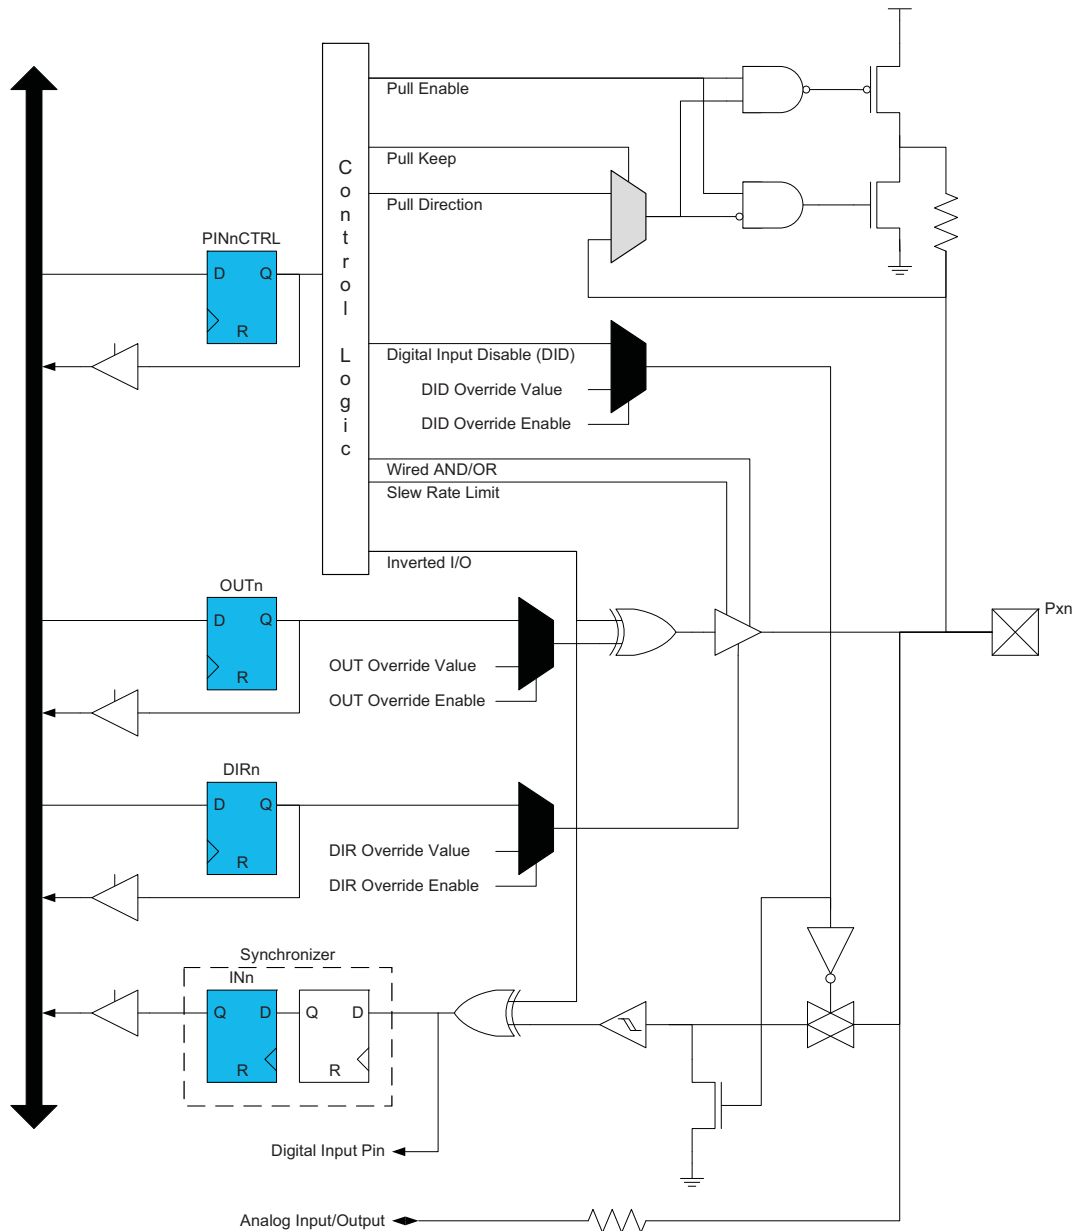 Pull Enable
Pull Keep
Pull Direction
Control Logic
PINnCTRL
D Q
R
Digital Input Disable (DID)
DID Override Value
DID Override Enable
Wired AND/OR
Slew Rate Limit
Inverted I/O
OUTn
D Q
R
Pxn
OUT Override Value
OUT Override Enable
DIRn
D Q
R
DIR Override Value
DIR Override Enable
Synchronizer
INn
Q D Q D
R R
Digital Input Pin
Analog Input/Output